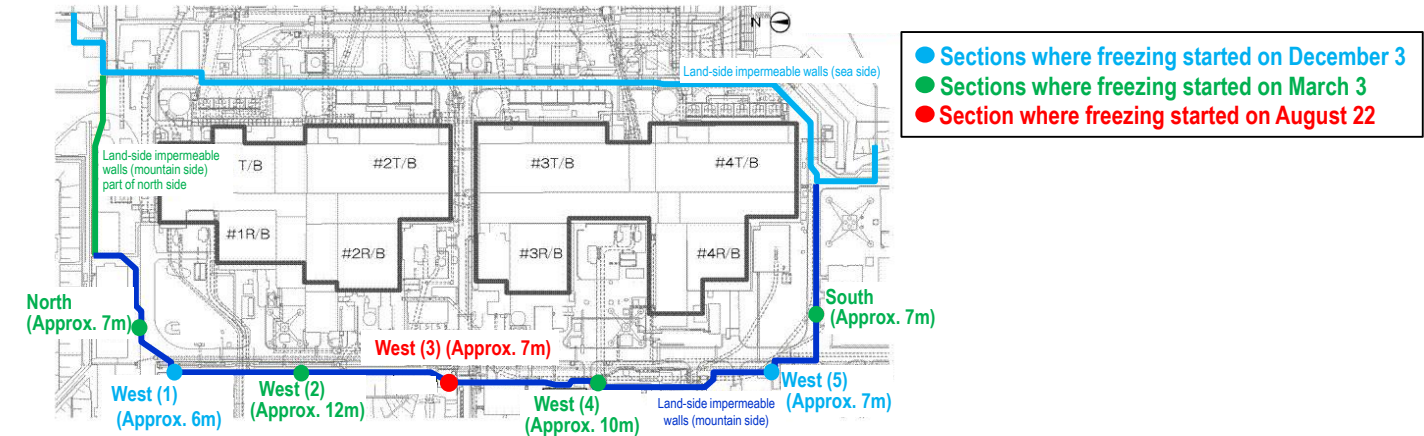 N
Land-side impermeable walls (sea side)
Sections where freezing started on December 3
Sections where freezing started on March 3
Section where freezing started on August 22
Land-side impermeable
walls (mountain side)
part of north side
T/B
#2T/B
#3T/B
#4T/B
#1R/B
#2R/B
#3R/B
#4R/B
North
(Approx. 7m)
South
(Approx. 7m)
West (3) (Approx. 7m)
West (1)
(Approx. 6m)
West (2)
(Approx. 12m)
West (4)
(Approx. 10m)
Land-side impermeable
walls (mountain side)
West (5)
(Approx. 7m)